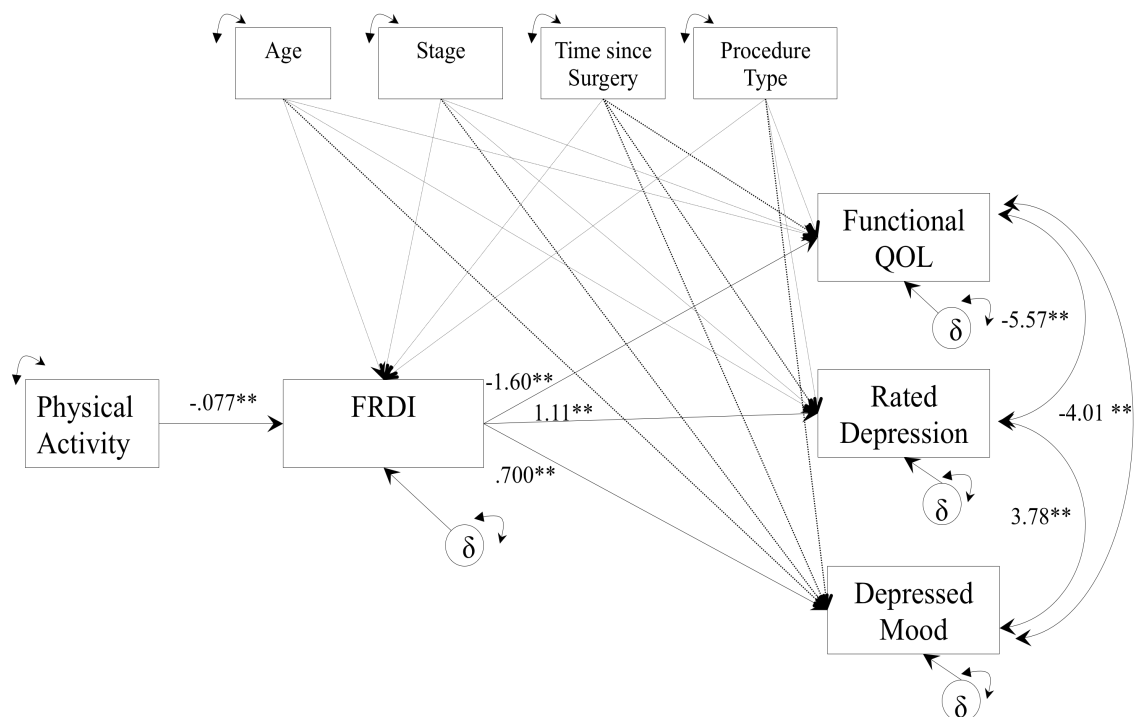 Age
Stage
Time since
Surgery
Procedure
Type
Functional
QOL
δ
-5.57**
Physical
Activity
-.077**
FRDI
δ
-1.60**
1.11**
.700**
Rated
Depression
δ
-4.01 **
3.78**
Depressed
Mood
δ